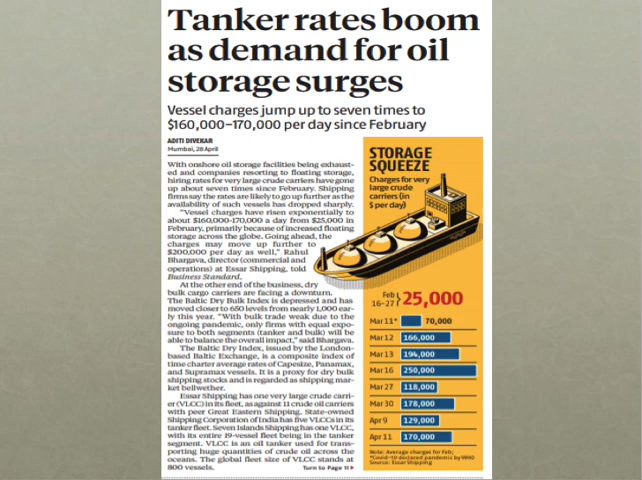 Tanker rates boom
as demand for oil
storage surges
Vessel charges jump up to seven times to
$160,000–170,000 per day since February
ADITI DIVEKAR
Mumbai, 28 April
With onshore oil storage facilities being exhaust-
ed and companies resorting to floating storage,
hiring rates for very large crude carriers have gone
up about seven times since February. Shipping
firms say the rates are likely to go up further as the
availability of such vessels has dropped sharply.
"Vessel charges have risen exponentially to
about $160,000-170,000 a day from $25,000 in
February, primarily because of increased floating
storage across the globe. Going ahead, the
charges may move up further to
$200,000 per day as well," Rahul
Bhargava, director (commercial and
operations) at Essar Shipping, told
Business Standard.
At the other end of the business, dry
bulk cargo carriers are facing a downturn.
The Baltic Dry Bulk Index is depressed and has
moved closer to 650 levels from nearly 1,000 ear-
ly this year. "With bulk trade weak due to the
ongoing pandemic, only firms with equal expo-
sure to both segments (tanker and bulk) will be
able to balance the overall impact," said Bhargava.
The Baltic Dry Index, issued by the London-
based Baltic Exchange, is a composite index of
time charter average rates of Capesize, Panamax,
and Supramax vessels. It is a proxy for dry bulk
shipping stocks and is regarded as shipping mar-
ket bellwether.
Essar Shipping has one very large crude carri-
er (VLCC) in its fleet, as against 11 crude oil carriers
with peer Great Eastern Shipping. State-owned
Shipping Corporation of India has five VLCCs in its
tanker fleet. Seven Islands Shipping has one VLCC,
with its entire 19-vessel fleet being in the tanker
segment. VLCC is an oil tanker used for trans-
porting huge quantities of crude oil across the
oceans. The global fleet size of VLCC stands at
800 vessels.
Turn to Page 11
STORAGE
SQUEEZE
Charges for very
large crude
carriers (in
$ per day)
Feb 16-27 25,000
Mar 11* 70,000
Mar 12 166,000
Mar 13 194,000
Mar 16 250,000
Mar 27 118,000
Mar 30 178,000
Apr 9 129,000
Apr 11 170,000
Note: Average charges for Feb;
*Covid-19 declared pandemic by WHO
Source: Essar Shipping